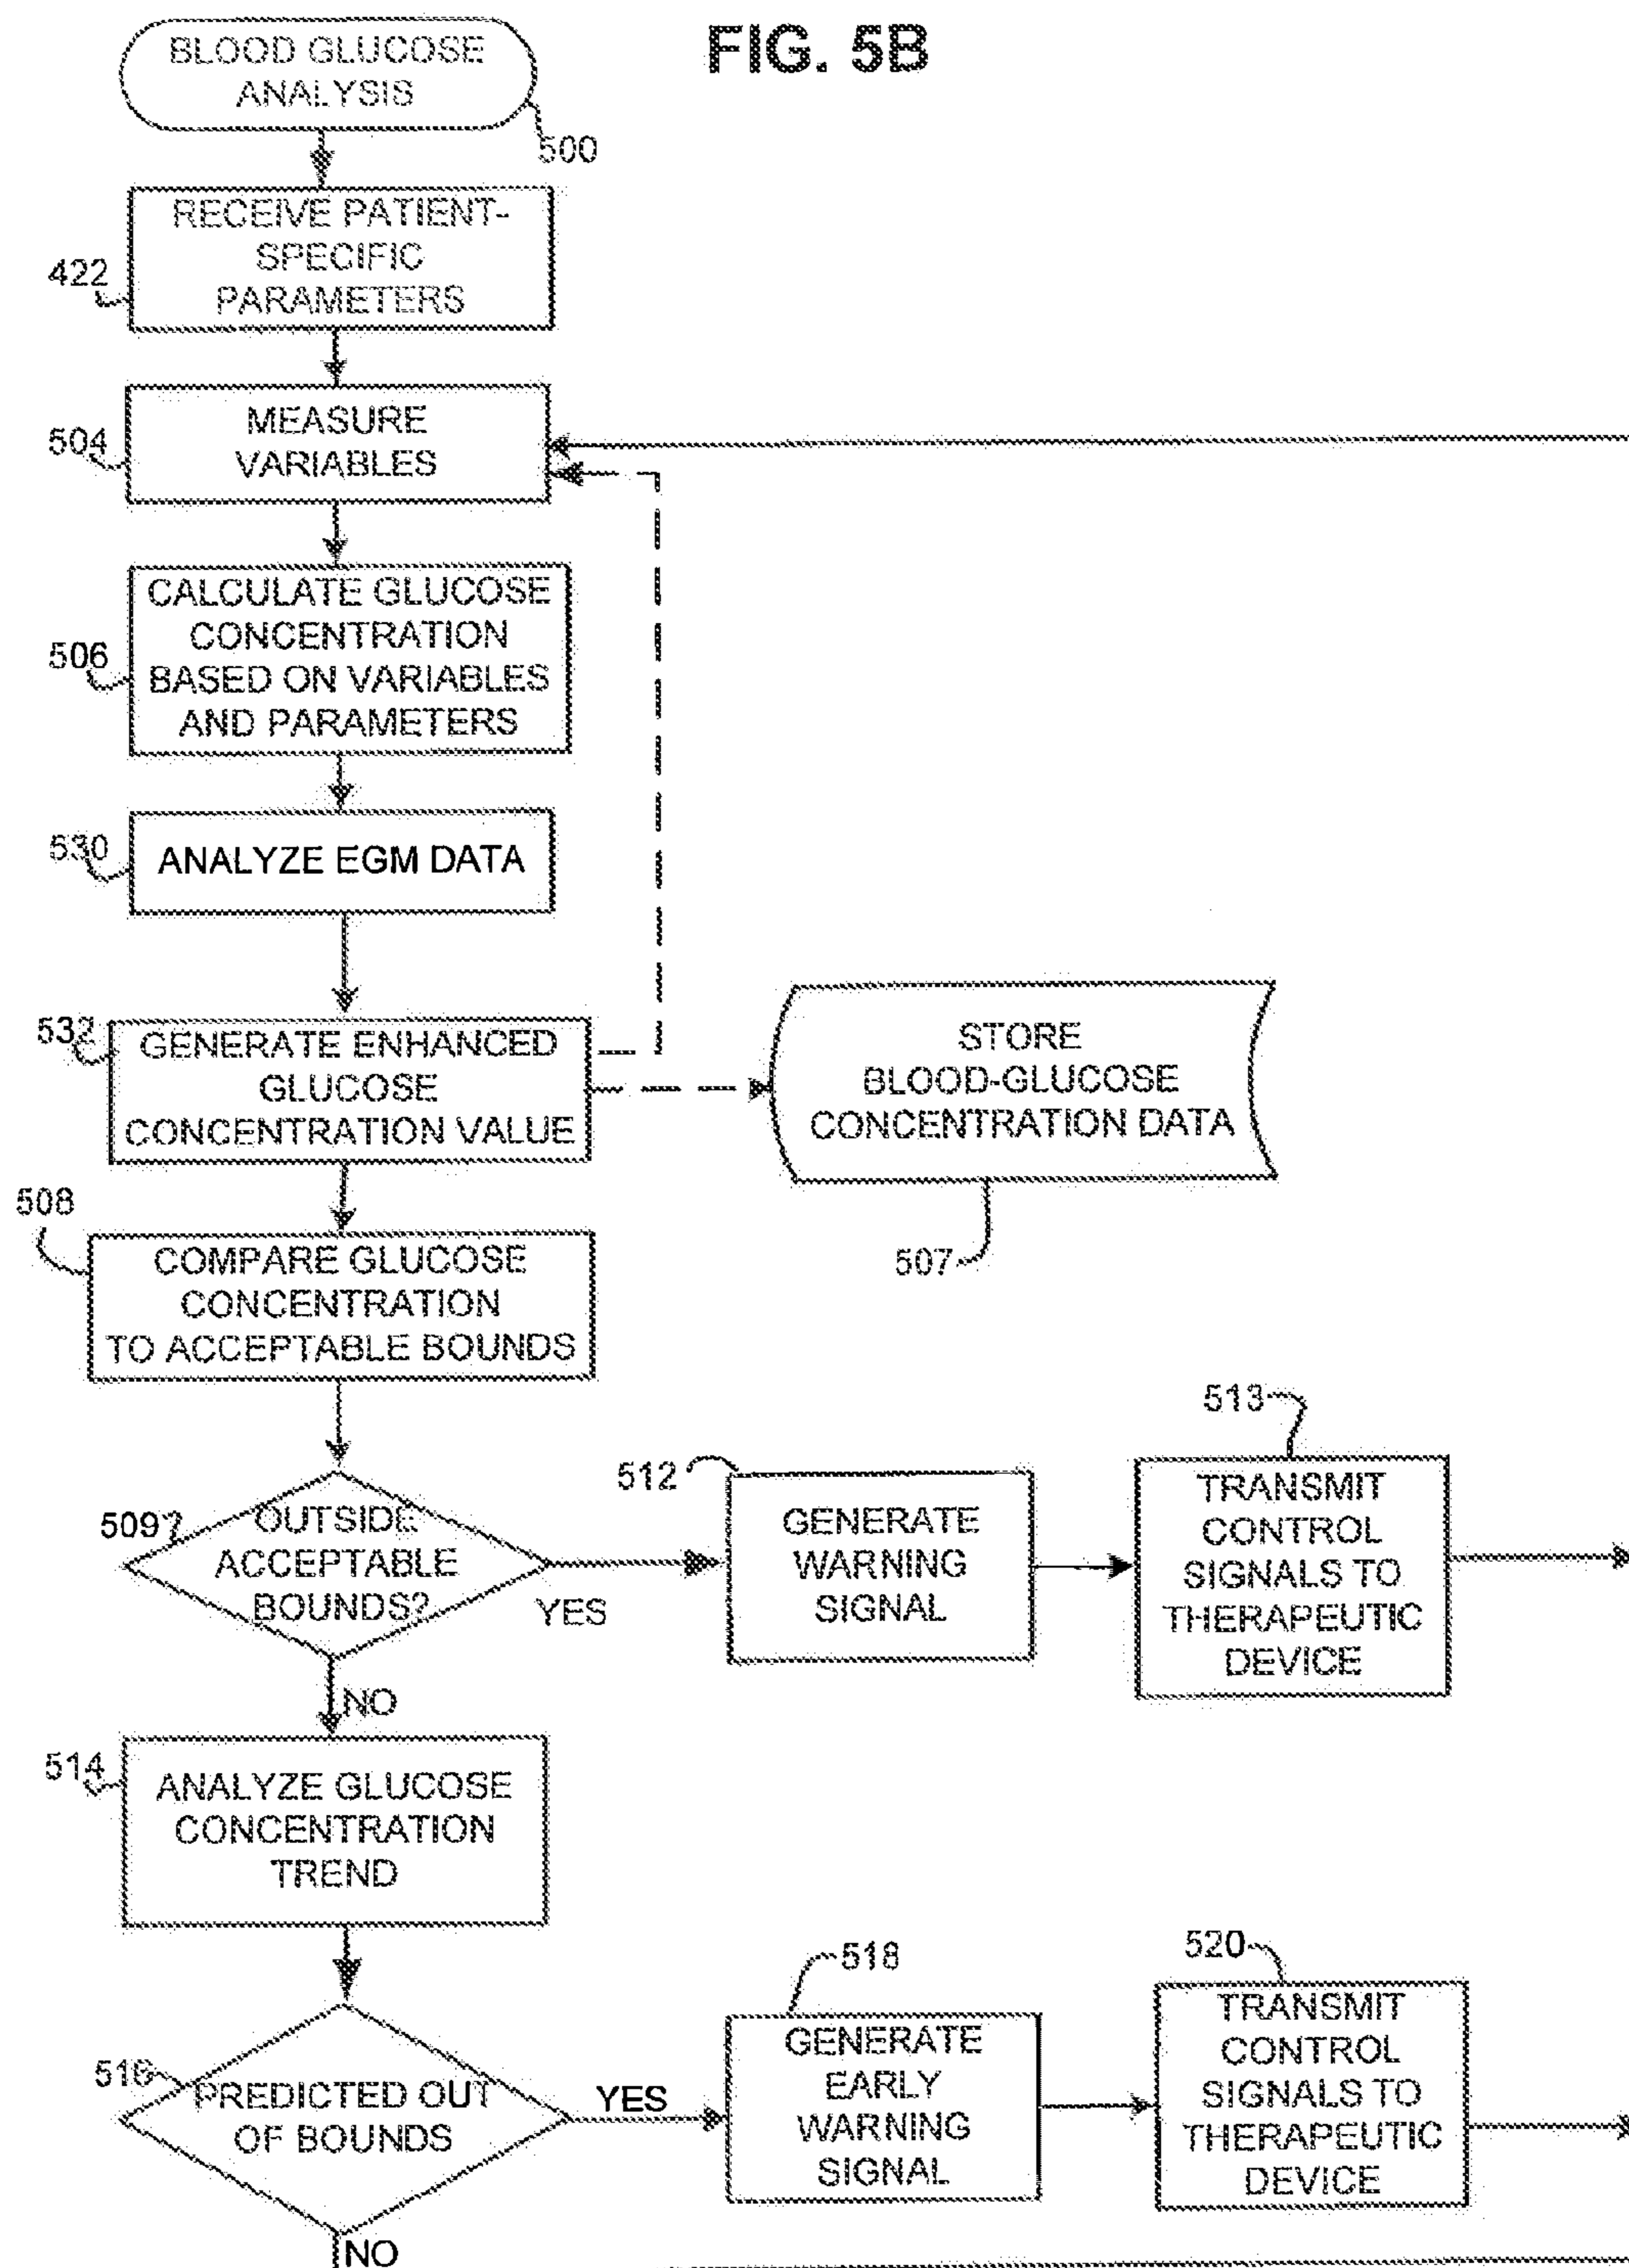 FIG. 5B
BLOOD GLUCOSE
ANALYSIS
500
RECEIVE PATIENT-
SPECIFIC
PARAMETERS
422
MEASURE
VARIABLES
504
CALCULATE GLUCOSE
CONCENTRATION
BASED ON VARIABLES
AND PARAMETERS
506
ANALYZE EGM DATA
530
GENERATE ENHANCED
GLUCOSE
CONCENTRATION VALUE
532
STORE
BLOOD-GLUCOSE
CONCENTRATION DATA
507
508
COMPARE GLUCOSE
CONCENTRATION
TO ACCEPTABLE BOUNDS
509
OUTSIDE
ACCEPTABLE
BOUNDS?
YES
NO
512
GENERATE
WARNING
SIGNAL
513
TRANSMIT
CONTROL
SIGNALS TO
THERAPEUTIC
DEVICE
514
ANALYZE GLUCOSE
CONCENTRATION
TREND
516
PREDICTED OUT
OF BOUNDS
YES
NO
518
GENERATE
EARLY
WARNING
SIGNAL
520
TRANSMIT
CONTROL
SIGNALS TO
THERAPEUTIC
DEVICE